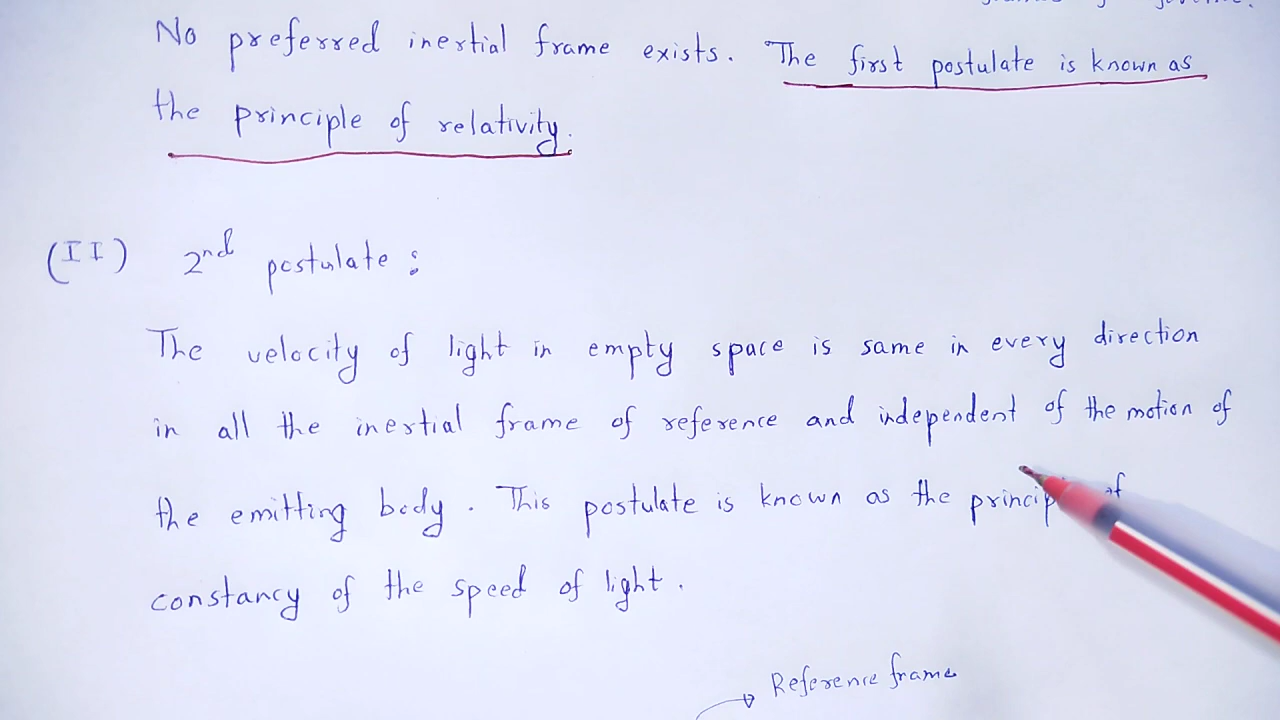 No preferred inertial frame exists. The first postulate is known as
the principle of relativity.
(II) 2nd postulate :
The velocity of light in empty space is same in every direction
in all the inertial frame of reference and independent of the motion of
the emitting body. This postulate is known as the of
constancy of the speed of light.
Reference frame